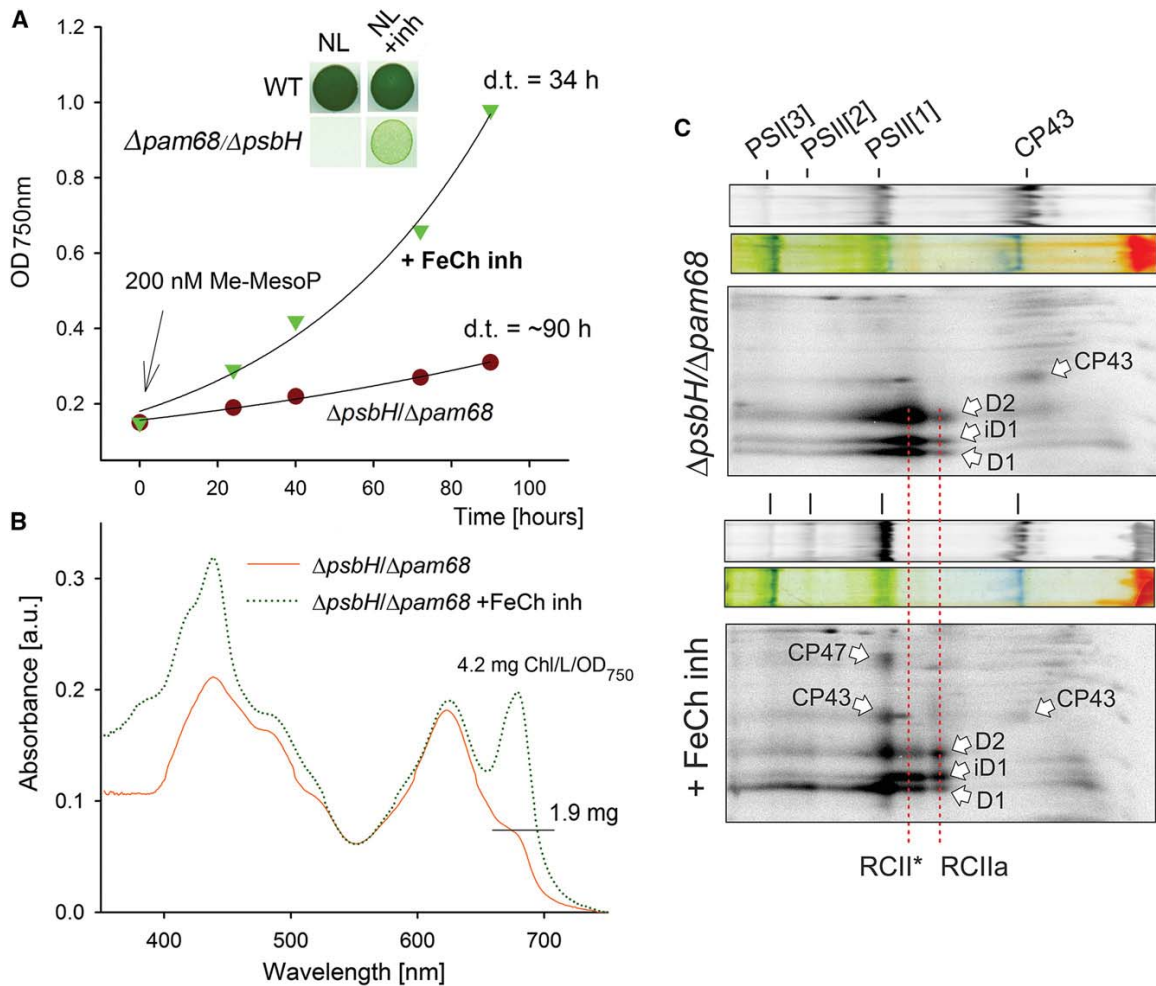 A
1.2
1.0
0.8
0.6
0.4
0.2
OD750nm
NL
NL
+inh
WT
Δpam68/ΔpsbH
d.t. = 34 h
+ FeCh inh
200 nM Me-MesoP
d.t. = ~90 h
ΔpsbH/Δpam68
0
20
40
60
80
100
Time [hours]
B
0.3
0.2
0.1
0.0
Absorbance [a.u.]
ΔpsbH/Δpam68
ΔpsbH/Δpam68 +FeCh inh
4.2 mg Chl/L/OD750
1.9 mg
400
500
600
700
Wavelength [nm]
C
PSI[3]
PSII[2]
PSII[1]
CP43
ΔpsbH/Δpam68
CP43
D2
iD1
D1
+ FeCh inh
CP47
CP43
CP43
D2
iD1
D1
RCII*
RCIIa